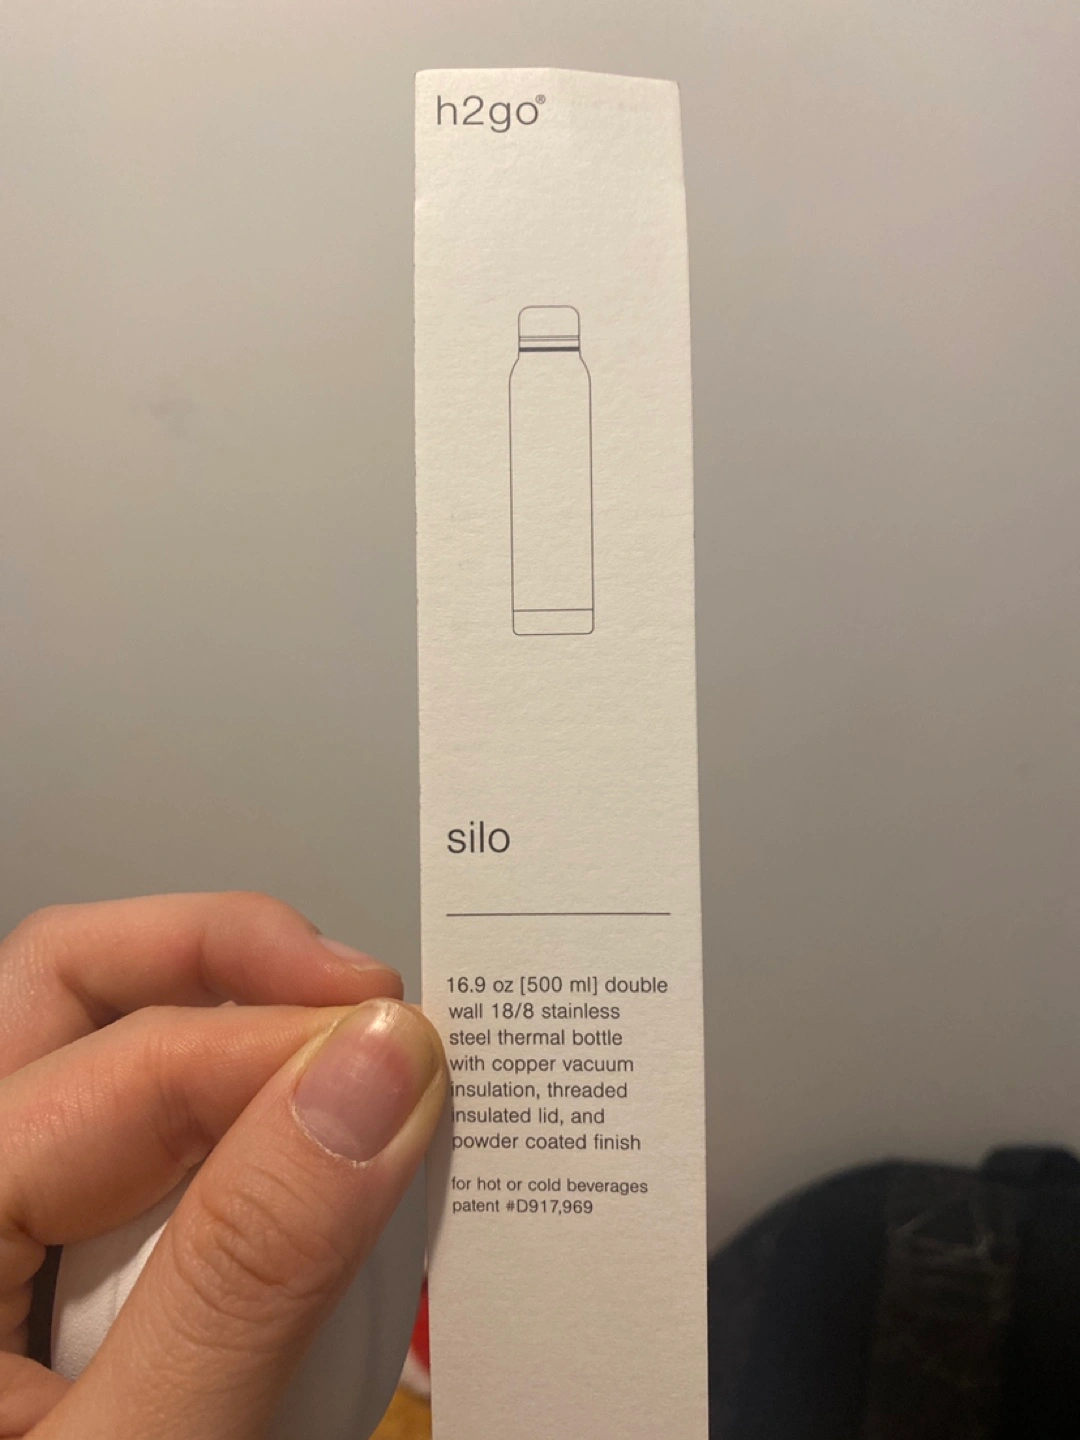 h2go®
silo
16.9 oz [500 ml] double
wall 18/8 stainless
steel thermal bottle
with copper vacuum
insulation, threaded
insulated lid, and
powder coated finish
for hot or cold beverages
patent #D917,969